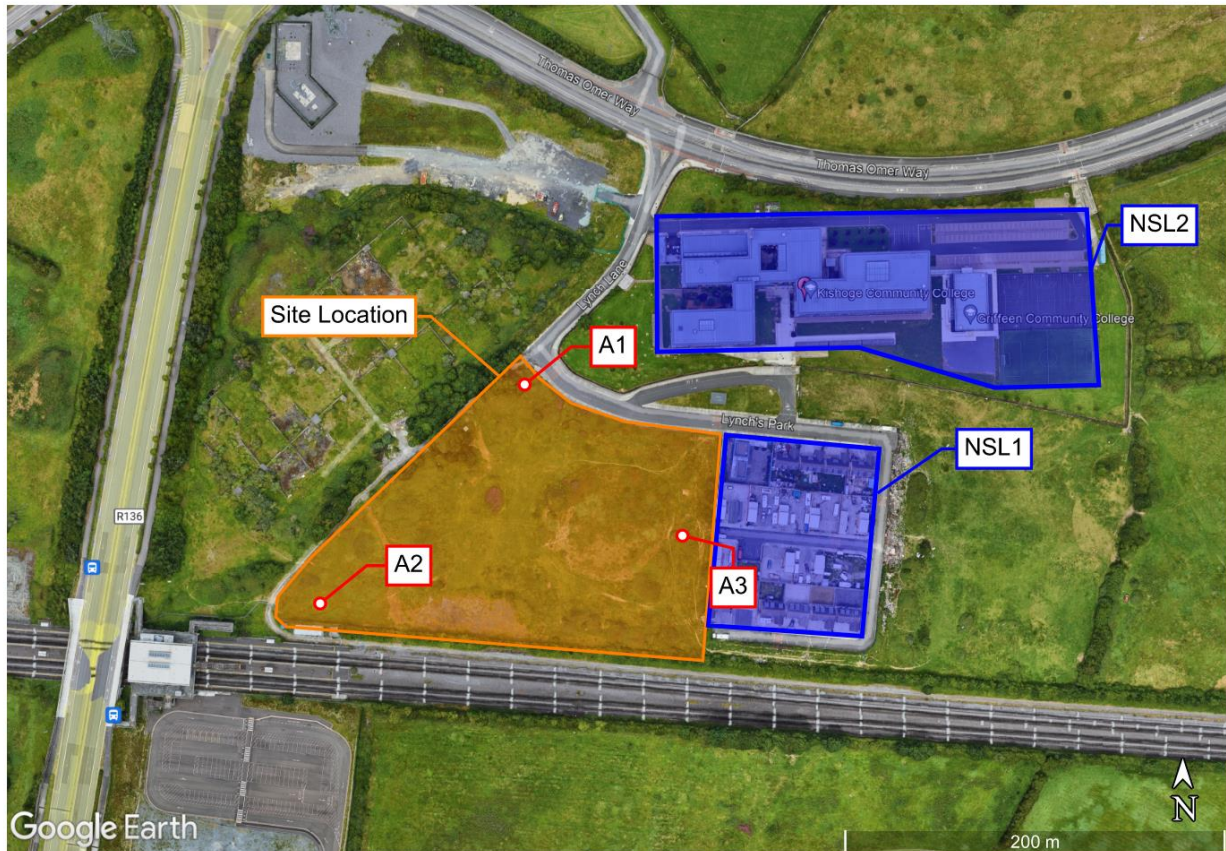 Thomas Omer Way
Thomas Omer Way
NSL2
Lynch Lane
Kishoge Community College
Griffeen Community College
Site Location
A1
Lynch's Park
NSL1
R136
A2
A3
N
Google Earth
200 m